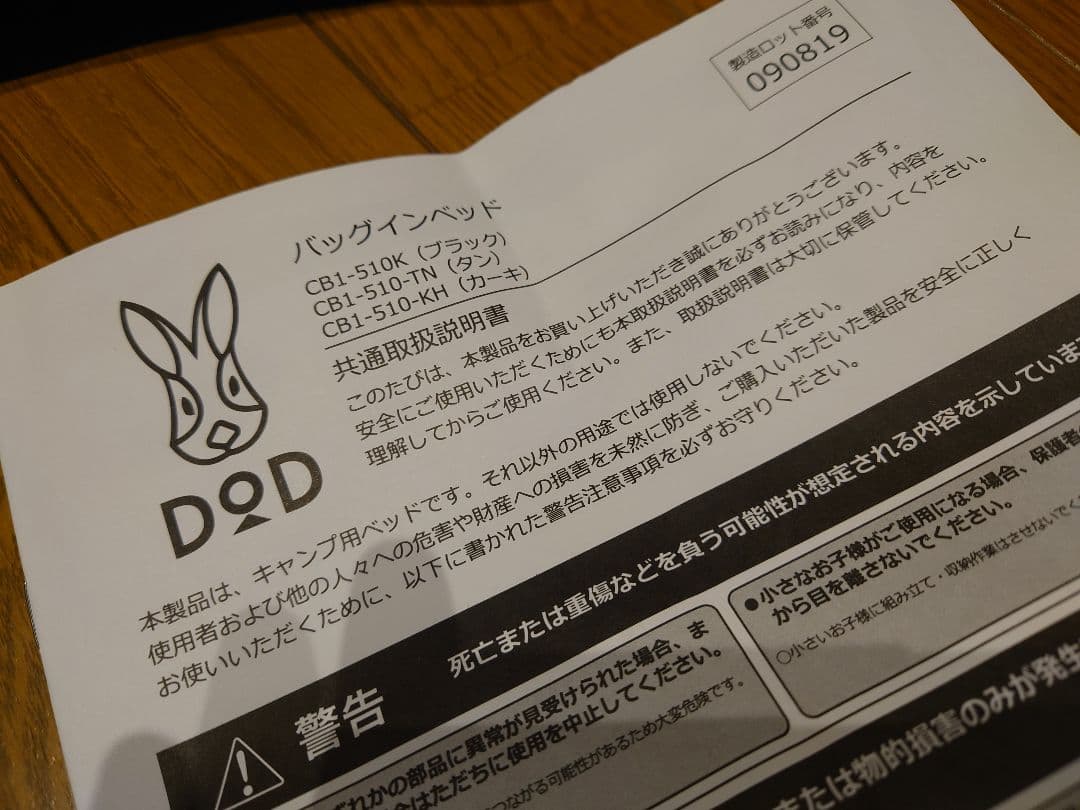 製造ロット番号
090819
バッグインベッド
CB1-510K（ブラック）
CB1-510-TN（タン）
CB1-510-KH（カーキ）
共通取扱説明書
このたびは、本製品をお買い上げいただき誠にありがとうございます。
安全にご使用いただくためにも本取扱説明書を必ずお読みになり、内容を
理解してからご使用ください。また、取扱説明書は大切に保管してください。
DOD
本製品は、キャンプ用ベッドです。それ以外の用途では使用しないでください。
使用者および他の人々への危害や財産への損害を未然に防ぎ、ご購入いただいた製品を安全に正しく
お使いいただくために、以下に書かれた警告注意事項を必ずお守りください。
警告
死亡または重傷などを負う可能性が想定される内容を示していま
ずれかの部品に異常が見受けられた場合、ま
合はただちに使用を中止してください。
つながる可能性があるため大変危険です。
●小さなお子様がご使用になる場合、保護者
から目を離さないでください。
○小さいお子様に組み立て・収納作業はさせないでく
または物的損害のみが発生